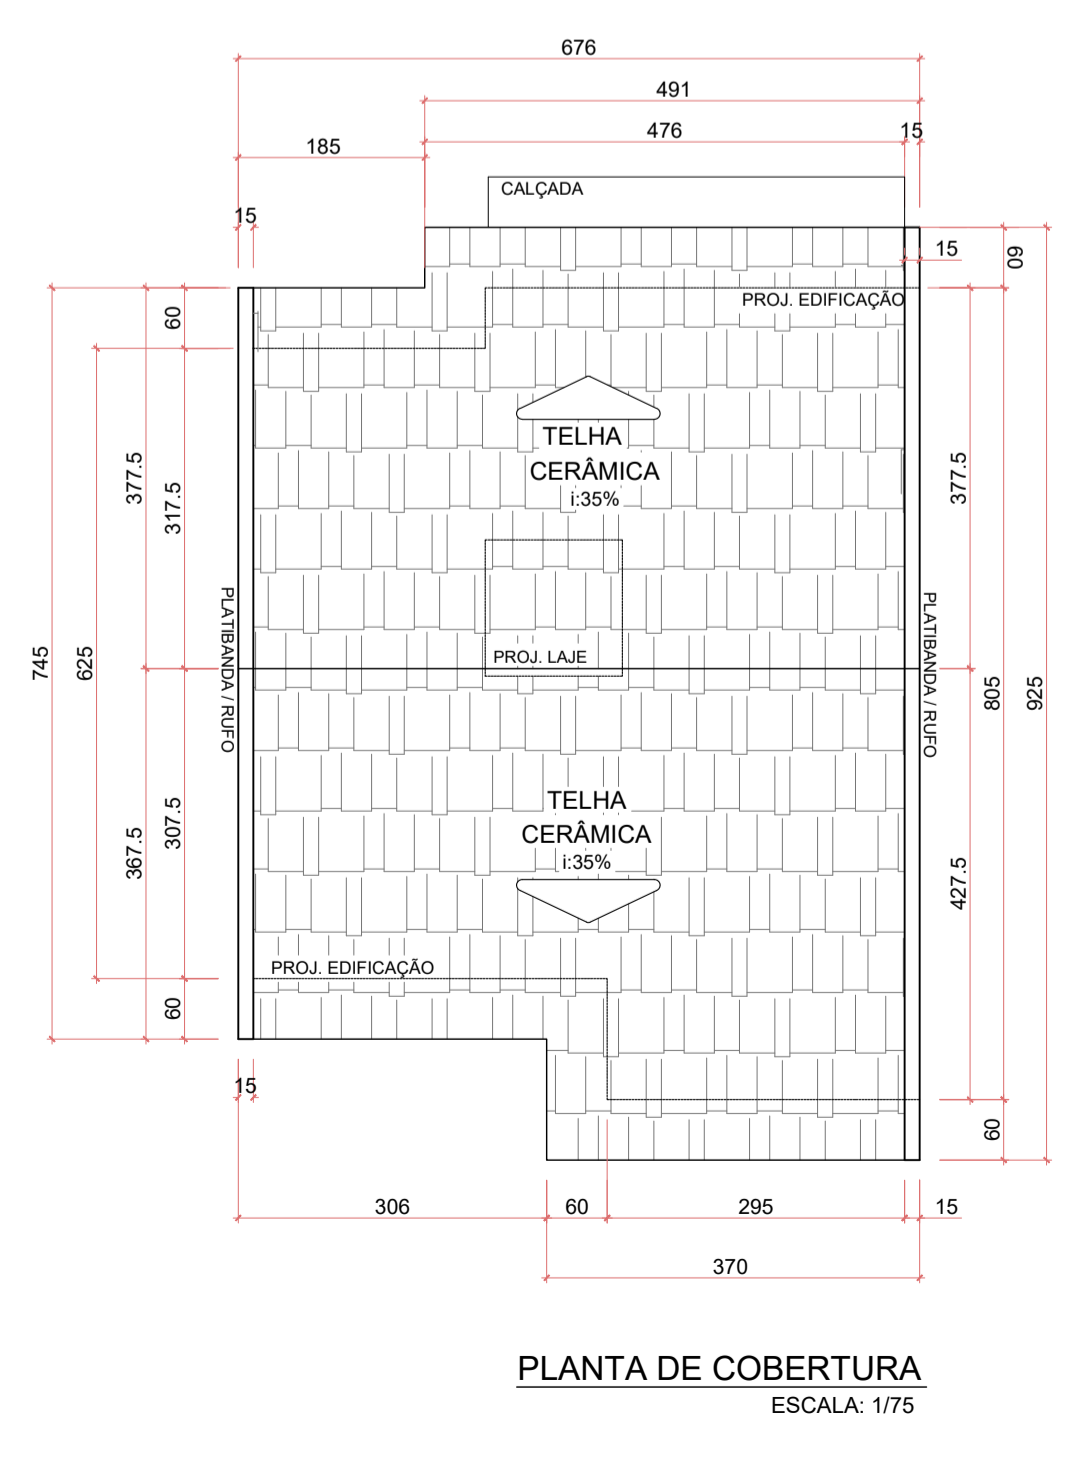 676
491
476
15
185
CALÇADA
15
15
60
PROJ. EDIFICAÇÃO
60
TELHA
CERÂMICA
i:35%
377.5
317.5
377.5
PROJ. LAJE
PLATIBANDA / RUFO
PLATIBANDA / RUFO
745
625
805
925
TELHA
CERÂMICA
i:35%
307.5
367.5
427.5
PROJ. EDIFICAÇÃO
60
15
60
306
60
295
15
370
PLANTA DE COBERTURA
ESCALA: 1/75